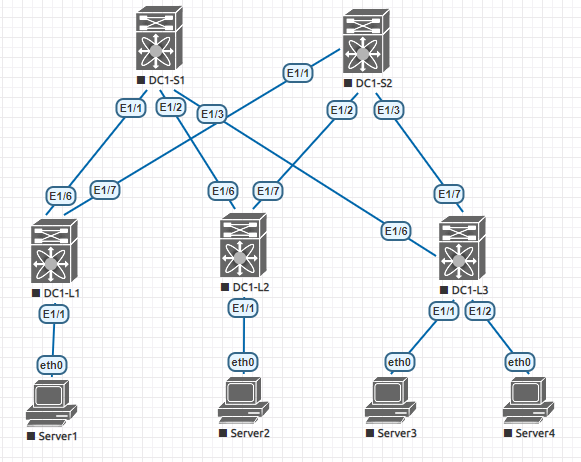 DC1-S1
DC1-S2
E1/1
E1/1
E1/2
E1/3
E1/2
E1/3
E1/6
E1/7
E1/6
E1/7
E1/7
E1/6
DC1-L1
DC1-L2
DC1-L3
E1/1
E1/1
E1/1
E1/2
eth0
eth0
eth0
eth0
Server1
Server2
Server3
Server4